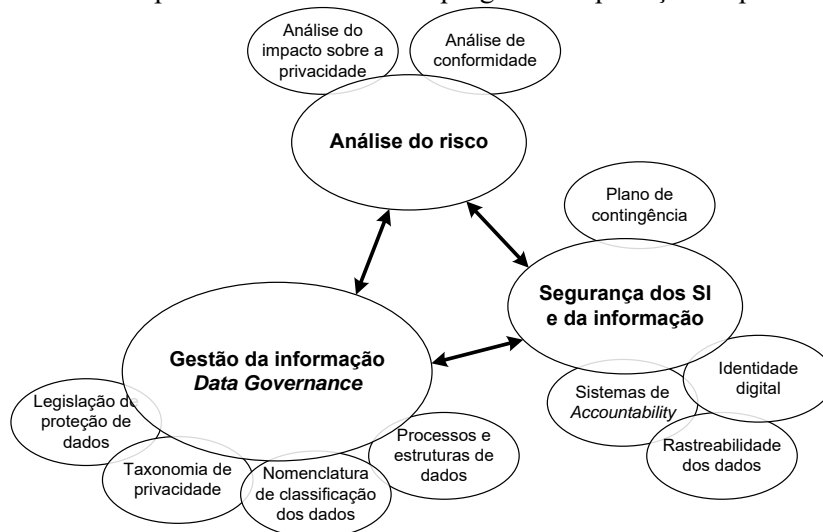 Análise do
impacto sobre a
privacidade
Análise de
conformidade
Análise do risco
Plano de
contingência
Segurança dos SI
e da informação
Gestão da informação
Data Governance
Identidade
digital
Sistemas de
Accountability
Legislação de
proteção de
dados
Processos e
estruturas de
dados
Rastreabilidade
dos dados
Taxonomia de
privacidade
Nomenclatura
de classificação
dos dados